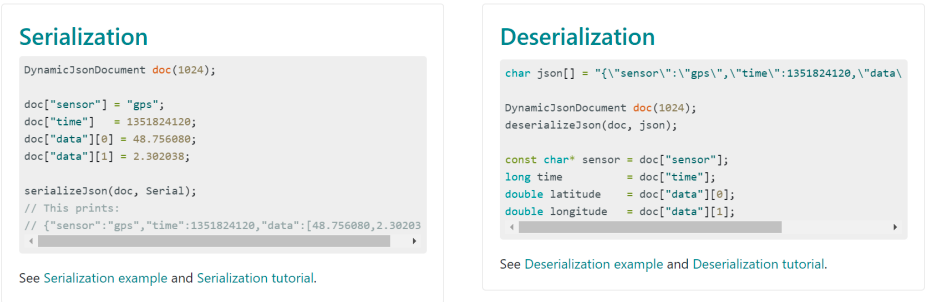 Serialization
DynamicJsonDocument doc(1024);
doc["sensor"] = "gps";
doc["time"]   = 1351824120;
doc["data"][0] = 48.756080;
doc["data"][1] = 2.302038;
serializeJson(doc, Serial);
// This prints:
// {"sensor":"gps","time":1351824120,"data":[48.756080,2.30203
See Serialization example and Serialization tutorial.
Deserialization
char json[] = "{\"sensor\":\"gps\",\"time\":1351824120,\"data\
DynamicJsonDocument doc(1024);
deserializeJson(doc, json);
const char* sensor = doc["sensor"];
long time          = doc["time"];
double latitude    = doc["data"][0];
double longitude   = doc["data"][1];
See Deserialization example and Deserialization tutorial.